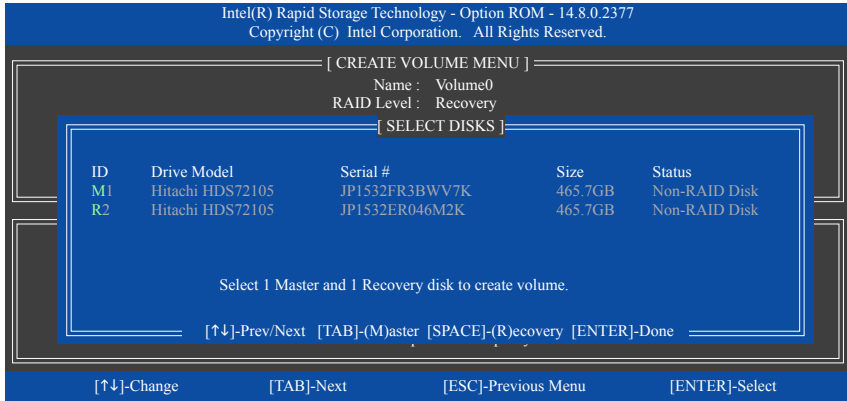 Intel(R) Rapid Storage Technology - Option ROM - 14.8.0.2377
Copyright (C) Intel Corporation. All Rights Reserved.
[ CREATE VOLUME MENU ]
Name : Volume0
RAID Level : Recovery
[ SELECT DISKS ]
ID Drive Model Serial # Size Status
M1 Hitachi HDS72105 JP1532FR3BWV7K 465.7GB Non-RAID Disk
R2 Hitachi HDS72105 JP1532ER046M2K 465.7GB Non-RAID Disk
Select 1 Master and 1 Recovery disk to create volume.
[↑↓]-Prev/Next [TAB]-(M)aster [SPACE]-(R)ecovery [ENTER]-Done
[↑↓]-Change [TAB]-Next [ESC]-Previous Menu [ENTER]-Select